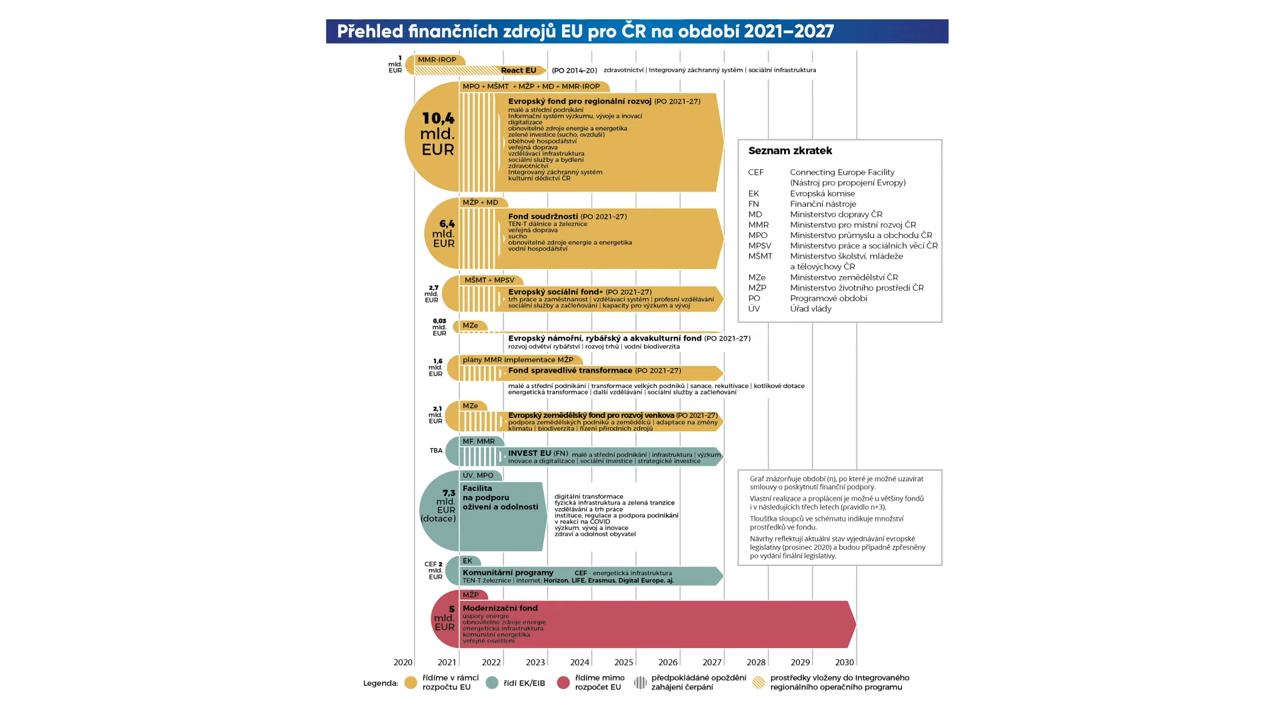 Přehled finančních zdrojů EU pro ČR na období 2021–2027
1
mld.
EUR
MMR-IROP
React EU (PO 2014-20) zdravotnictví | Integrovaný záchranný systém | sociální infrastruktura
MPO + MŠMT + MŽP + MD + MMR-IROP
10,4
mld.
EUR
Evropský fond pro regionální rozvoj (PO 2021–27)
malé a střední podnikání
Informační systém výzkumu, vývoje a inovací
digitalizace
obnovitelné zdroje energie a energetika
zelené investice (sucho, ovzduší)
oběhové hospodářství
veřejná doprava
vzdělávací infrastruktura
sociální služby a bydlení
zdravotnictví
Integrovaný záchranný systém
kulturní dědictví ČR
MŽP + MD
6,4
mld.
EUR
Fond soudržnosti (PO 2021–27)
TEN-T dálnice a železnice
veřejná doprava
sucho
obnovitelné zdroje energie a energetika
vodní hospodářství
2,7
mld.
EUR
MŠMT + MPSV
Evropský sociální fond+ (PO 2021–27)
trh práce a zaměstnanost | vzdělávací systém | profesní vzdělávání
sociální služby a začleňování | kapacity pro výzkum a vývoj
0,03
mld.
EUR
MZe
Evropský námořní, rybářský a akvakulturní fond (PO 2021–27)
rozvoj odvětví rybářství | rozvoj trhů | vodní biodiverzita
1,6
mld.
EUR
plány MMR implementace MŽP
Fond spravedlivé transformace (PO 2021–27)
malé a střední podnikání | transformace velkých podniků | sanace, rekultivace | kotlíkové dotace
energetická transformace | další vzdělávání | sociální služby a začleňování
2,1
mld.
EUR
MZe
Evropský zemědělský fond pro rozvoj venkova (PO 2021–27)
podpora zemědělských podniků a zemědělců | adaptace na změny
klimatu | biodiverzita | řízení přírodních zdrojů
TBA
MF, MMR
INVEST EU (FN) malé a střední podnikání | infrastruktura | výzkum,
inovace a digitalizace | sociální investice | strategické investice
7,3
mld.
EUR
(dotace)
ÚV, MPO
Facilita
na podporu
oživení a odolnosti
digitální transformace
fyzická infrastruktura a zelená tranzice
vzdělávání a trh práce
instituce, regulace a podpora podnikání
v reakci na COVID
výzkum, vývoj a inovace
zdraví a odolnost obyvatel
CEF 2
mld.
EUR
EK
Komunitární programy CEF - energetická infrastruktura
TEN-T železnice | internet; Horizon, LIFE, Erasmus, Digital Europe, aj.
5
mld.
EUR
MŽP
Modernizační fond
úspory energie
obnovitelné zdroje energie
energetická infrastruktura
komunitní energetika
veřejné osvětlení
2020 2021 2022 2023 2024 2025 2026 2027 2028 2029 2030
Seznam zkratek
CEF Connecting Europe Facility
(Nástroj pro propojení Evropy)
EK Evropská komise
FN Finanční nástroje
MD Ministerstvo dopravy ČR
MMR Ministerstvo pro místní rozvoj ČR
MPO Ministerstvo průmyslu a obchodu ČR
MPSV Ministerstvo práce a sociálních věcí ČR
MŠMT Ministerstvo školství, mládeže
a tělovýchovy ČR
MZe Ministerstvo zemědělství ČR
MŽP Ministerstvo životního prostředí ČR
PO Programové období
ÚV Úřad vlády
Graf znázorňuje období (n), po které je možné uzavírat
smlouvy o poskytnutí finanční podpory.
Vlastní realizace a proplácení je možné u většiny fondů
i v následujících třech letech (pravidlo n+3).
Tloušťka sloupců ve schématu indikuje množství
prostředků ve fondu.
Návrhy reflektují aktuální stav vyjednávání evropské
legislativy (prosinec 2020) a budou případně zpřesněny
po vydání finální legislativy.
Legenda:
řídíme v rámci
rozpočtu EU
řídí EK/EIB
řídíme mimo
rozpočet EU
předpokládáné opoždění
zahájení čerpání
prostředky vloženy do Integrovaného
regionálního operačního programu